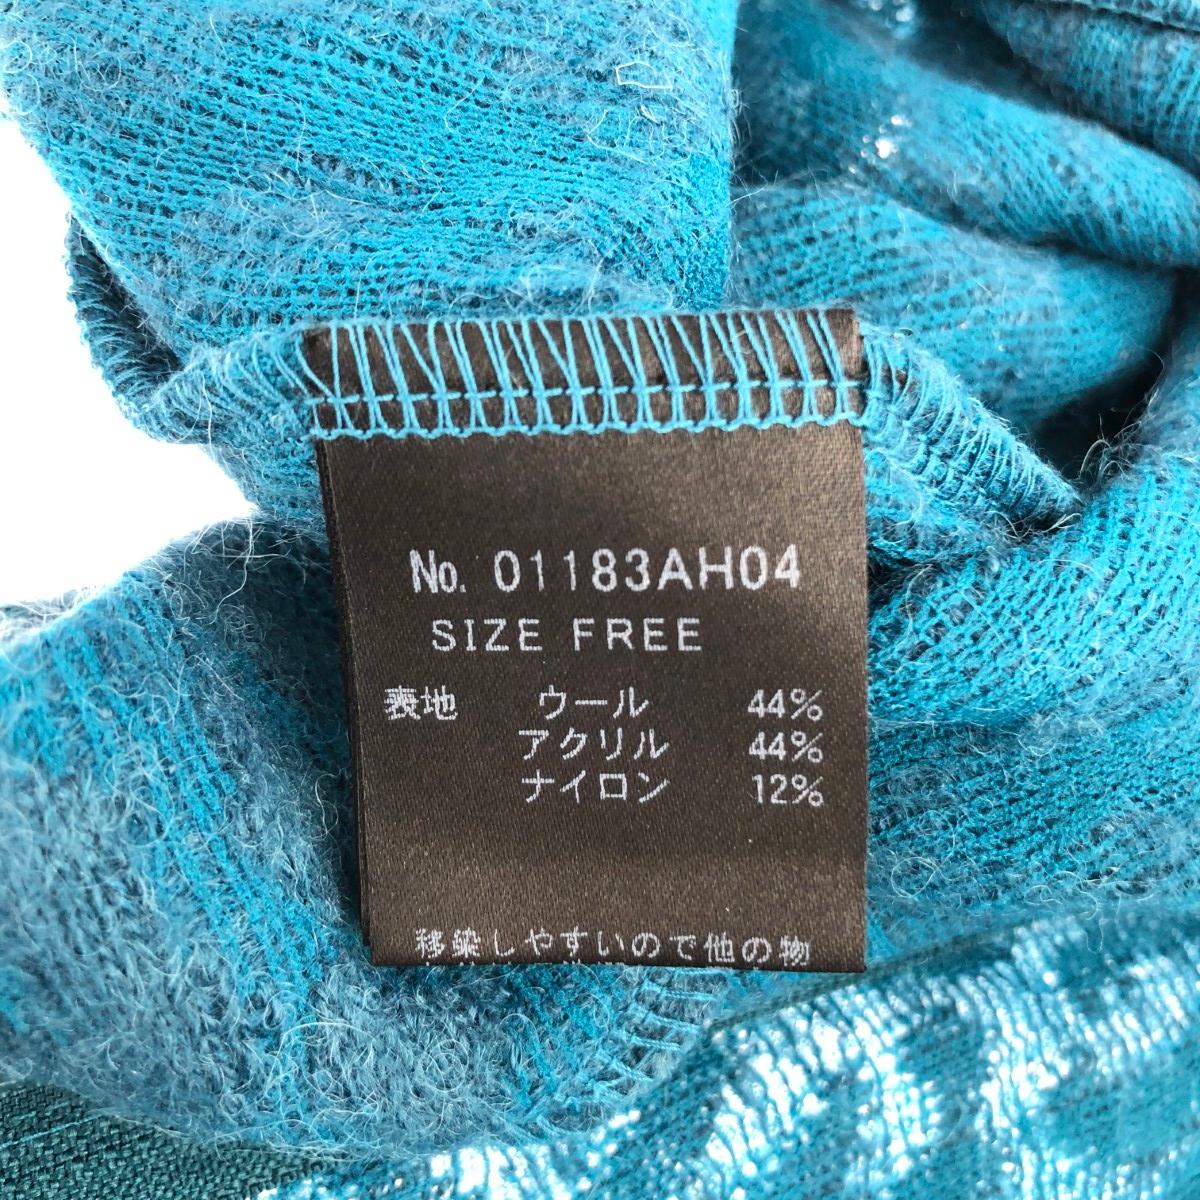 No. 01183AH04
SIZE FREE
表地 ウール 44%
アクリル 44%
ナイロン 12%
移染しやすいので他の物